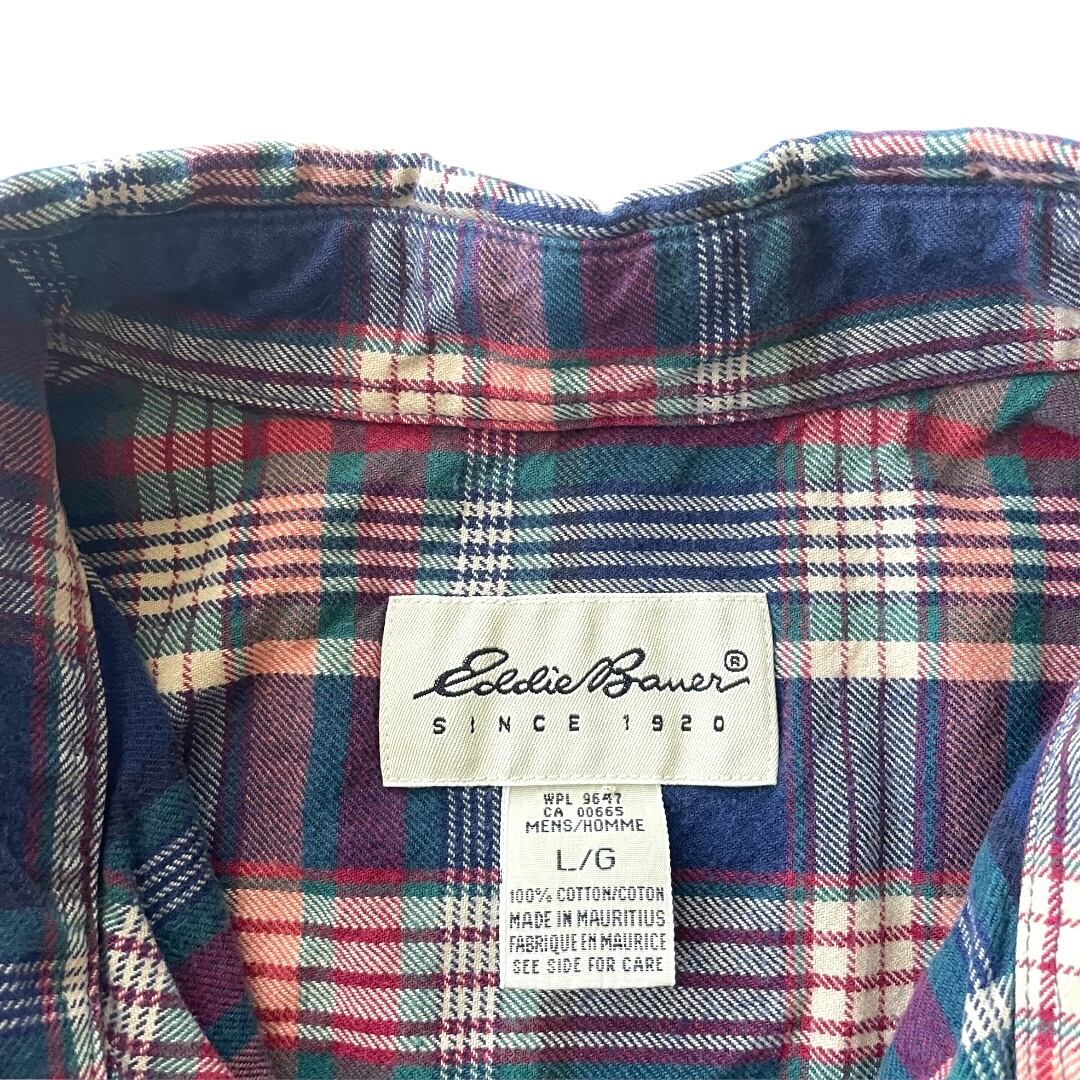 Eddie Bauer®
SINCE 1920
WPL 9647
CA 00665
MENS/HOMME
L/G
100% COTTON/COTON
MADE IN MAURITIUS
FABRIQUE EN MAURICE
SEE SIDE FOR CARE